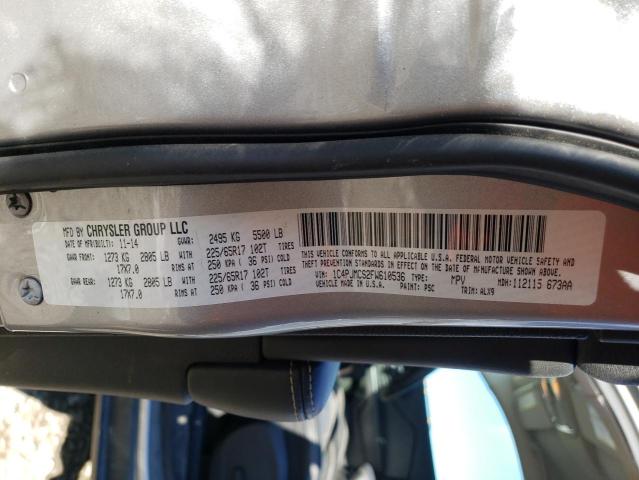 MFD BY CHRYSLER GROUP LLC
DATE OF MFR(BUILT): 11-14 GVWR: 2495 KG 5500 LB
GAWR FRONT: 1273 KG 2805 LB WITH 225/65R17 102T TIRES
17X7.0 RIMS AT 250 KPA ( 36 PSI) COLD
GAWR REAR: 1273 KG 2805 LB WITH 225/65R17 102T TIRES
17X7.0 RIMS AT 250 KPA ( 36 PSI) COLD
THIS VEHICLE CONFORMS TO ALL APPLICABLE U.S.A. FEDERAL MOTOR VEHICLE SAFETY AND
THEFT PREVENTION STANDARDS IN EFFECT ON THE DATE OF MANUFACTURE SHOWN ABOVE.
VIN: 1C4PJMCS2FW610536 TYPE: MPV
VEHICLE MADE IN U.S.A. PAINT: PSC MDH: 112115 673AA
TRIM: ALX9